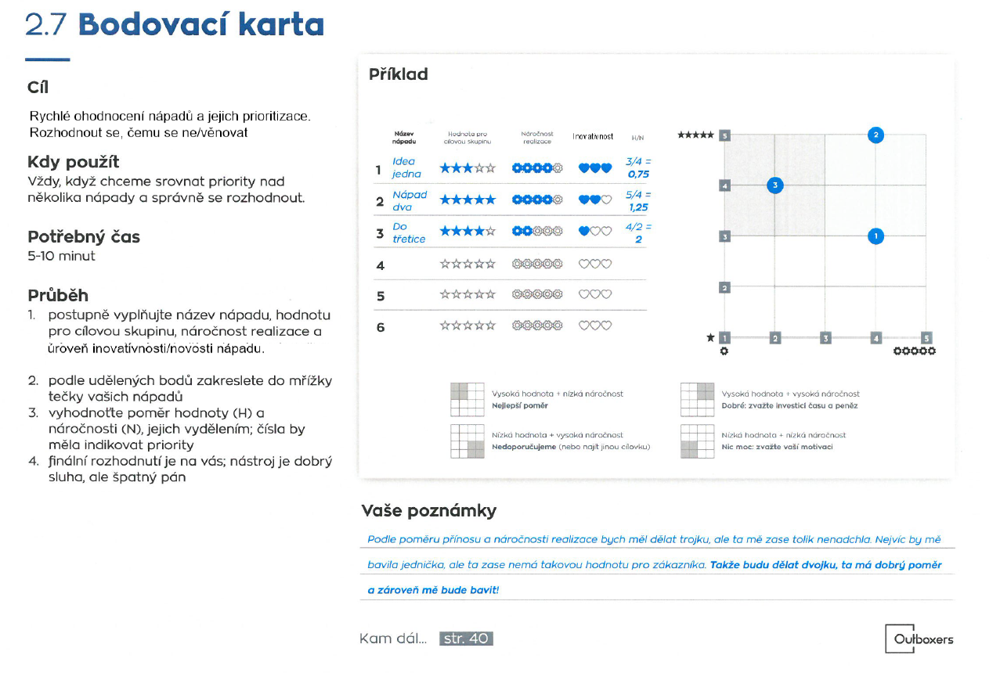 2.7 Bodovací karta
Cíl
Rychlé ohodnocení nápadů a jejich prioritizace.
Rozhodnout se, čemu se ne/věnovat
Kdy použít
Vždy, když chceme srovnat priority nad
několika nápady a správně se rozhodnout.
Potřebný čas
5-10 minut
Průběh
1. postupně vyplňujte název nápadu, hodnotu
pro cílovou skupinu, náročnost realizace a
úroveň inovatívnosti/novosti nápadu.
2. podle udělených bodů zakreslete do mřížky
tečky vašich nápadů
3. vyhodnoťte poměr hodnoty (H) a
náročnosti (N), jejich vydělením; čísla by
měla indikovat priority
4. finální rozhodnutí je na vás; nástroj je dobrý
sluha, ale špatný pán
Příklad
Název nápadu Hodnota pro cílovou skupinu Náročnost realizace Inovativnost H/N
1 Idea jedna 3/4 = 0,75
2 Nápad dva 5/4 = 1,25
3 Do třetice 4/2 = 2
4
5
6
5 2
4 3
3 1
2
1 2 3 4 5
Vysoká hodnota + nízká náročnost
Nejlepší poměr
Vysoká hodnota + vysoká náročnost
Dobré: zvažte investici času a peněz
Nízká hodnota + vysoká náročnost
Nedoporučujeme (nebo najít jinou cílovku)
Nízká hodnota + nízká náročnost
Nic moc: zvažte vaší motivaci
Vaše poznámky
Podle poměru přínosu a náročnosti realizace bych měl dělat trojku, ale ta mě zase tolik nenadchla. Nejvíc by mě
bavila jednička, ale ta zase nemá takovou hodnotu pro zákazníka. Takže budu dělat dvojku, ta má dobrý poměr
a zároveň mě bude bavit!
Kam dál... str. 40
Outboxers